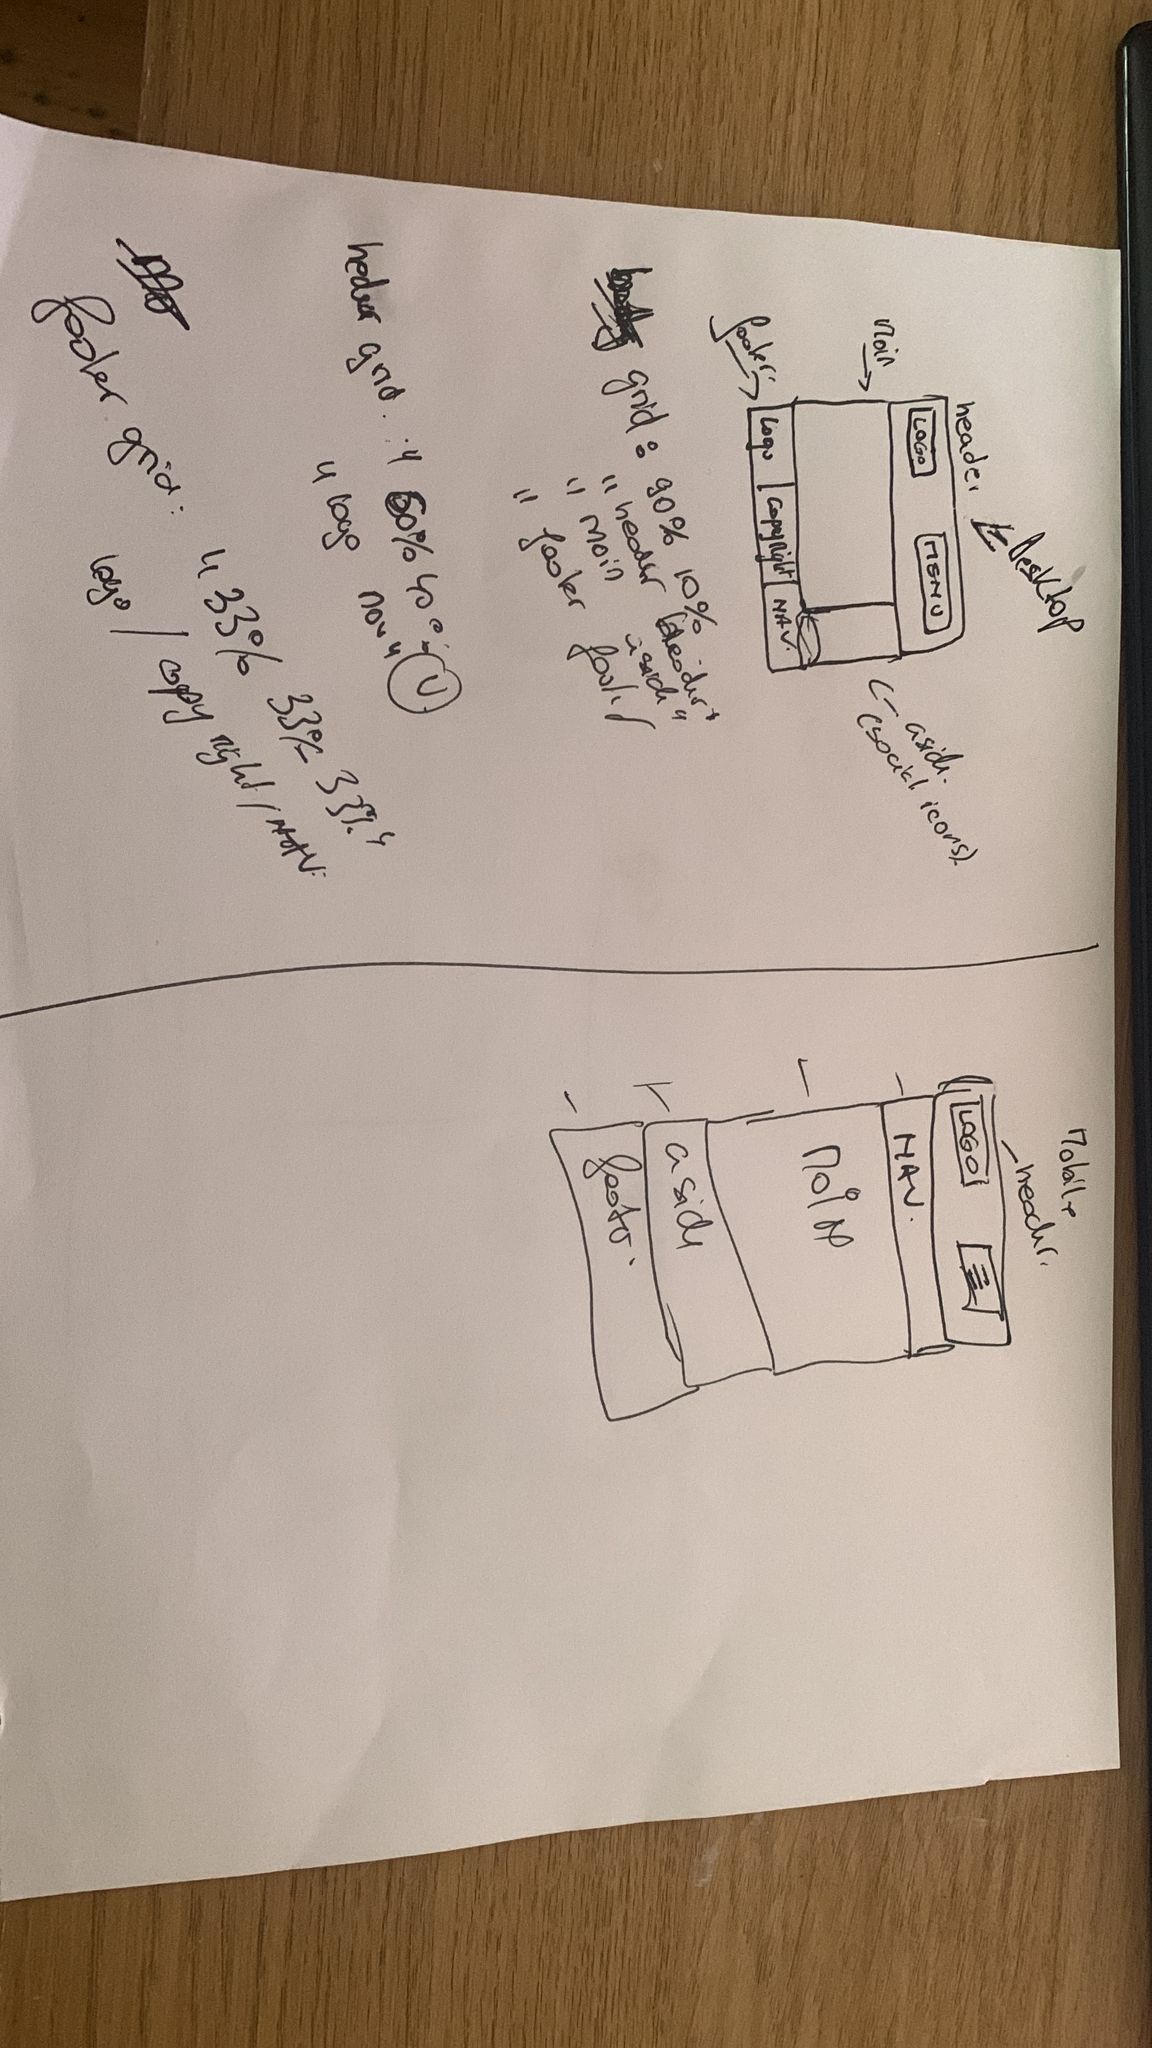 Desktop
header
LOGO MENU
main
aside
(social icons)
Logo Copyright NAV.
footer
grid: 90% 10%
"header header"
"main aside"
"footer footer"
header grid: " 60% 40%
"logo nav"
footer grid: "33% 33% 33%"
logo / copy right / NAV.
Mobile
header.
LOGO
NAV.
Main
aside
footer.